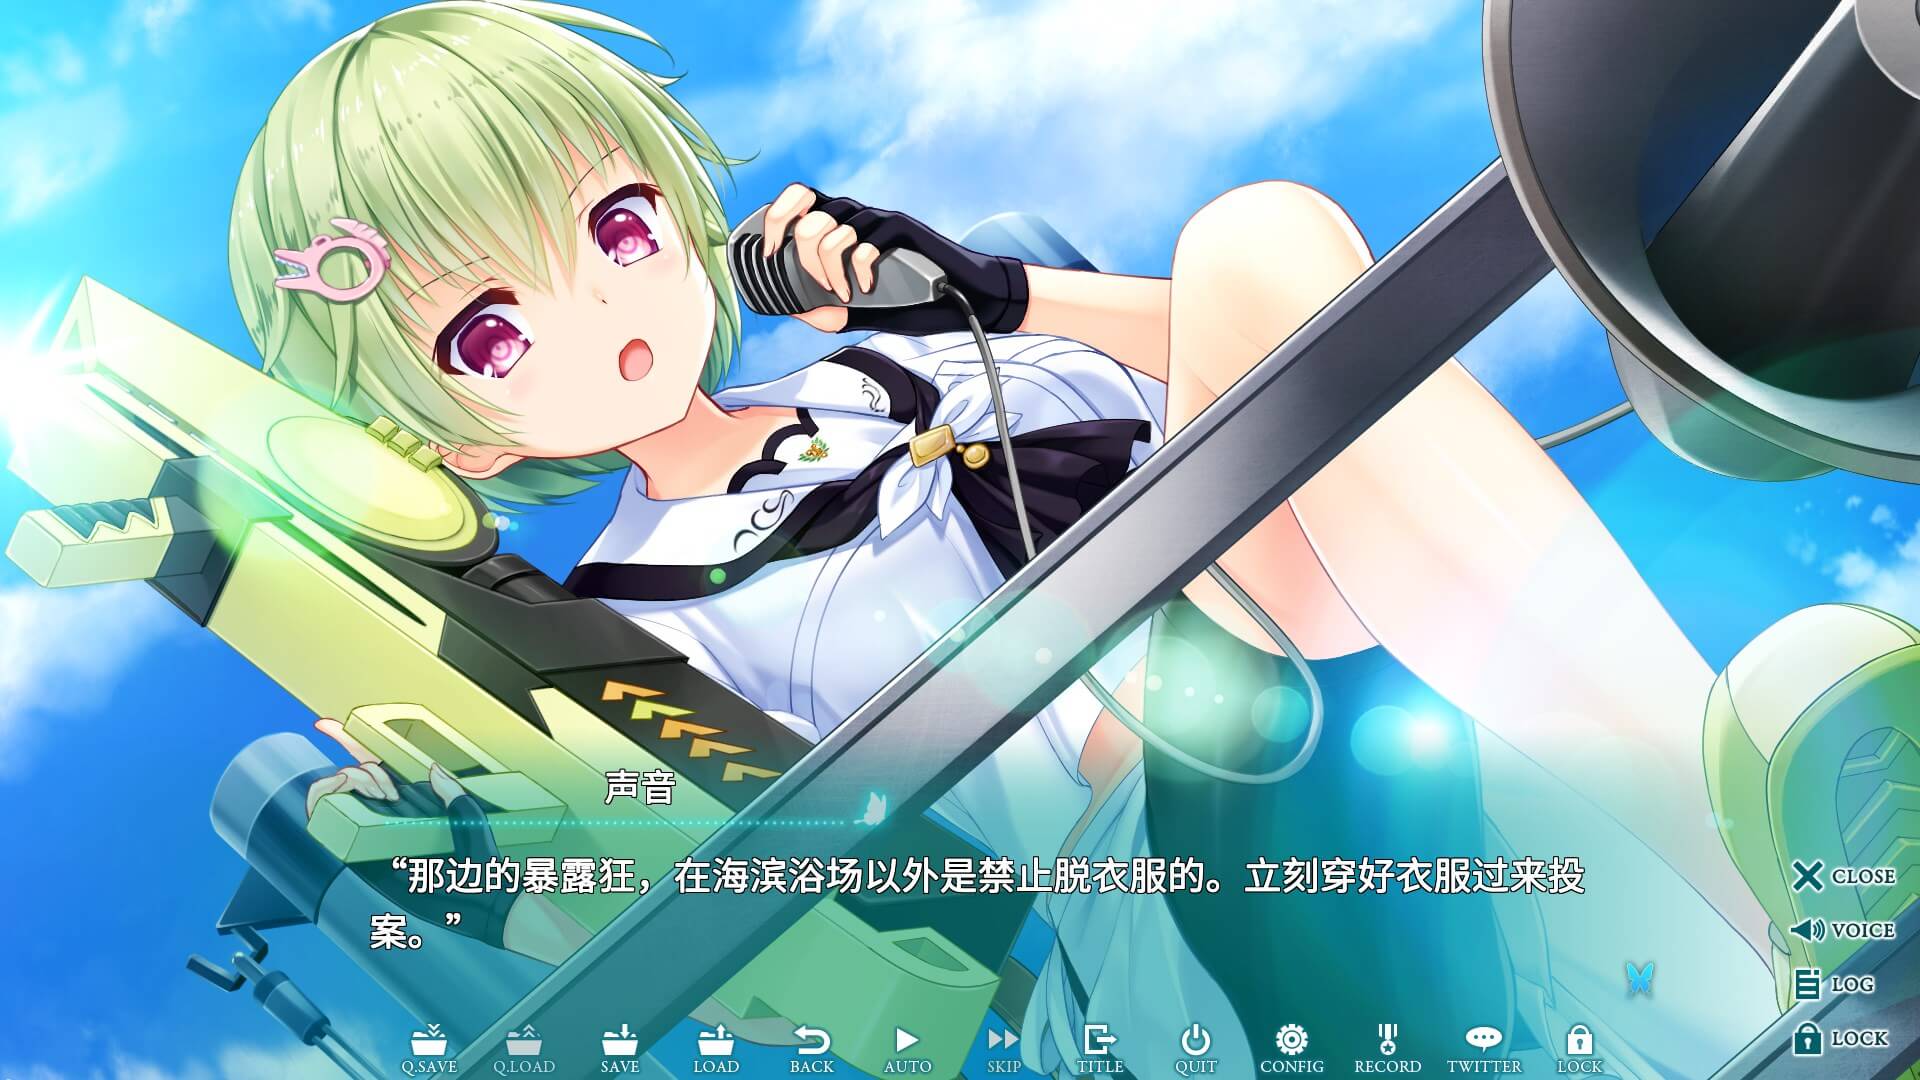 声音
“那边的暴露狂，在海滨浴场以外是禁止脱衣服的。立刻穿好衣服过来投
案。”
CLOSE
VOICE
LOG
LOCK
Q.SAVE Q.LOAD SAVE LOAD BACK AUTO SKIP TITLE QUIT CONFIG RECORD TWITTER LOCK